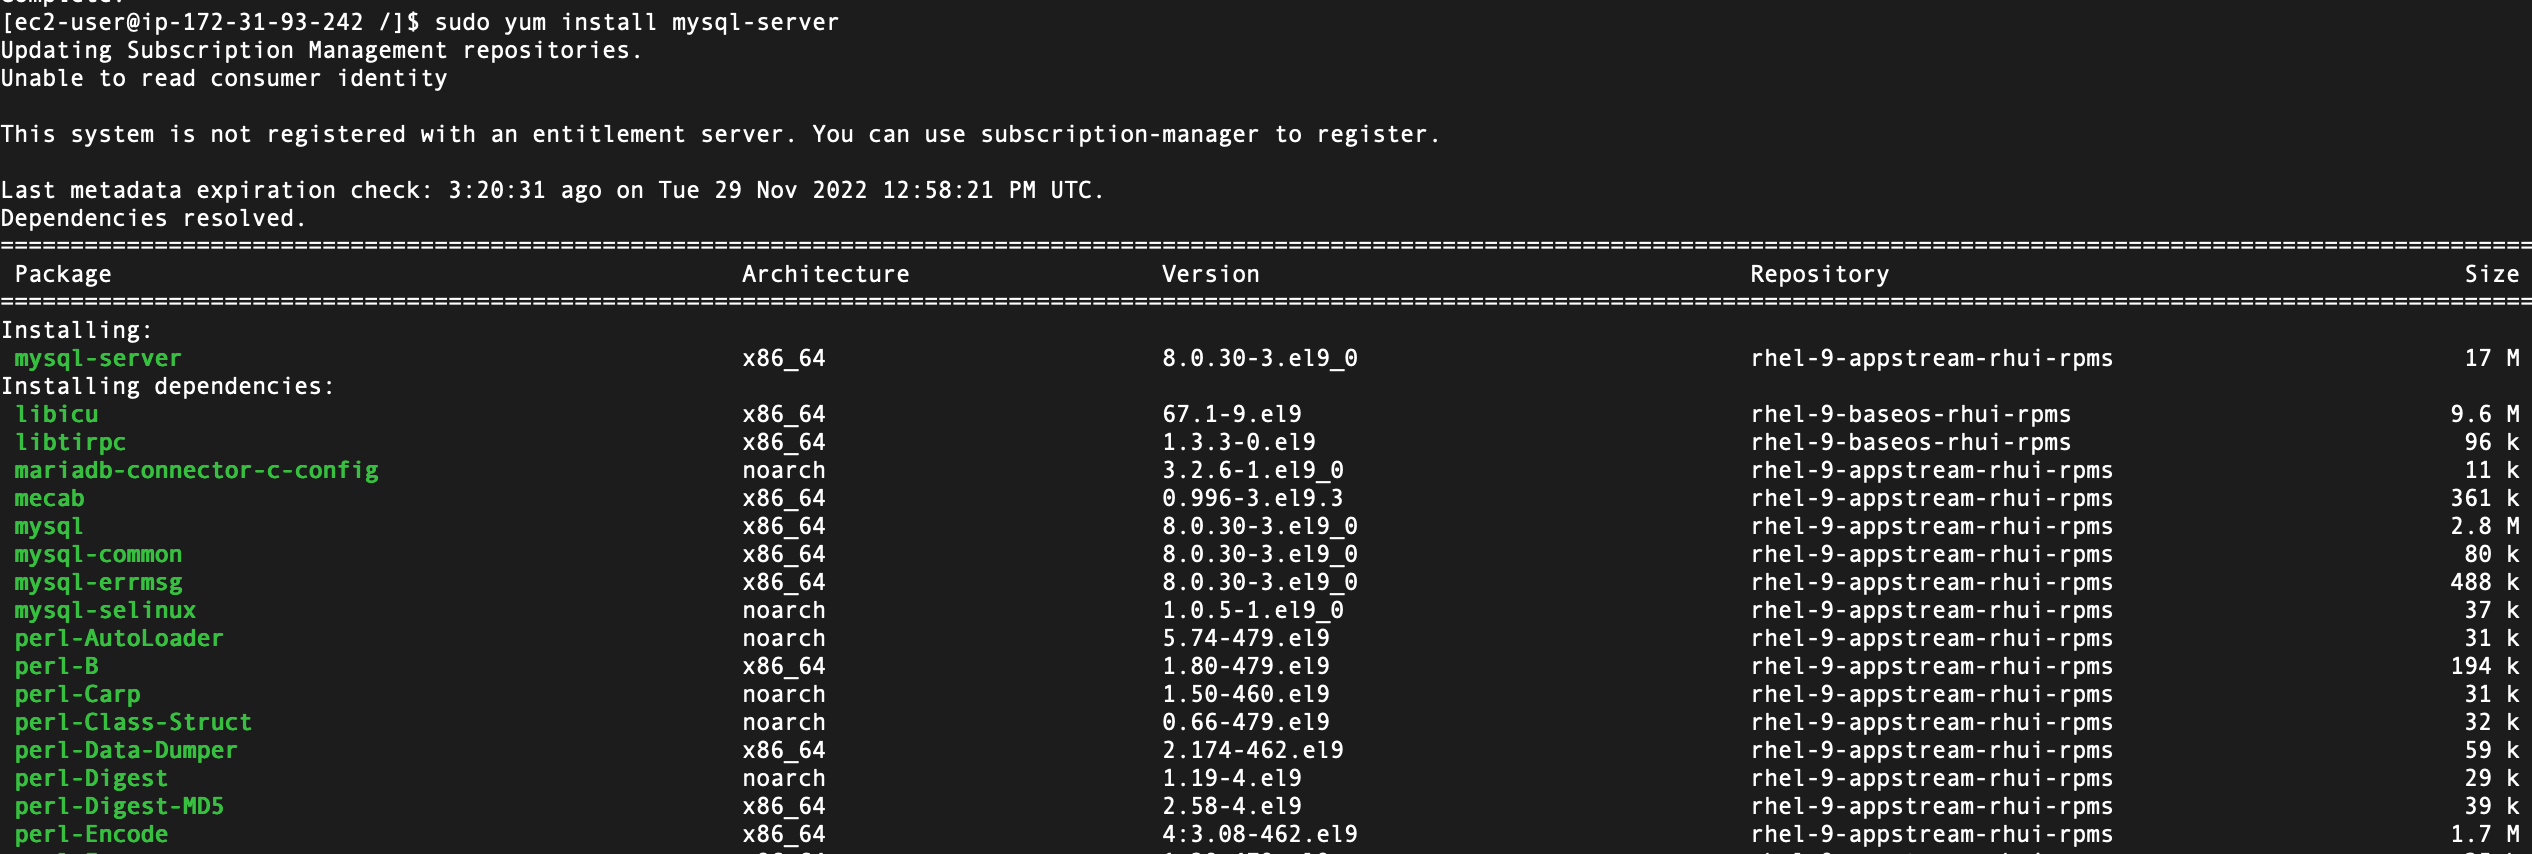 [ec2-user@ip-172-31-93-242 /]$ sudo yum install mysql-server
Updating Subscription Management repositories.
Unable to read consumer identity
This system is not registered with an entitlement server. You can use subscription-manager to register.
Last metadata expiration check: 3:20:31 ago on Tue 29 Nov 2022 12:58:21 PM UTC.
Dependencies resolved.
Package Architecture Version Repository Size
Installing:
mysql-server x86_64 8.0.30-3.el9_0 rhel-9-appstream-rhui-rpms 17 M
Installing dependencies:
libicu x86_64 67.1-9.el9 rhel-9-baseos-rhui-rpms 9.6 M
libtirpc x86_64 1.3.3-0.el9 rhel-9-baseos-rhui-rpms 96 k
mariadb-connector-c-config noarch 3.2.6-1.el9_0 rhel-9-appstream-rhui-rpms 11 k
mecab x86_64 0.996-3.el9.3 rhel-9-appstream-rhui-rpms 361 k
mysql x86_64 8.0.30-3.el9_0 rhel-9-appstream-rhui-rpms 2.8 M
mysql-common x86_64 8.0.30-3.el9_0 rhel-9-appstream-rhui-rpms 80 k
mysql-errmsg x86_64 8.0.30-3.el9_0 rhel-9-appstream-rhui-rpms 488 k
mysql-selinux noarch 1.0.5-1.el9_0 rhel-9-appstream-rhui-rpms 37 k
perl-AutoLoader noarch 5.74-479.el9 rhel-9-appstream-rhui-rpms 31 k
perl-B x86_64 1.80-479.el9 rhel-9-appstream-rhui-rpms 194 k
perl-Carp noarch 1.50-460.el9 rhel-9-appstream-rhui-rpms 31 k
perl-Class-Struct noarch 0.66-479.el9 rhel-9-appstream-rhui-rpms 32 k
perl-Data-Dumper x86_64 2.174-462.el9 rhel-9-appstream-rhui-rpms 59 k
perl-Digest noarch 1.19-4.el9 rhel-9-appstream-rhui-rpms 29 k
perl-Digest-MD5 x86_64 2.58-4.el9 rhel-9-appstream-rhui-rpms 39 k
perl-Encode x86_64 4:3.08-462.el9 rhel-9-appstream-rhui-rpms 1.7 M